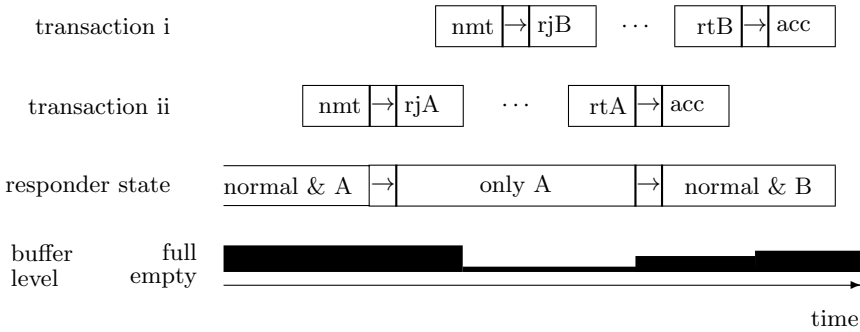 transaction i nmt → rjB ··· rtB → acc
transaction ii nmt → rjA ··· rtA → acc
responder state normal & A → only A → normal & B
buffer full
level empty
time